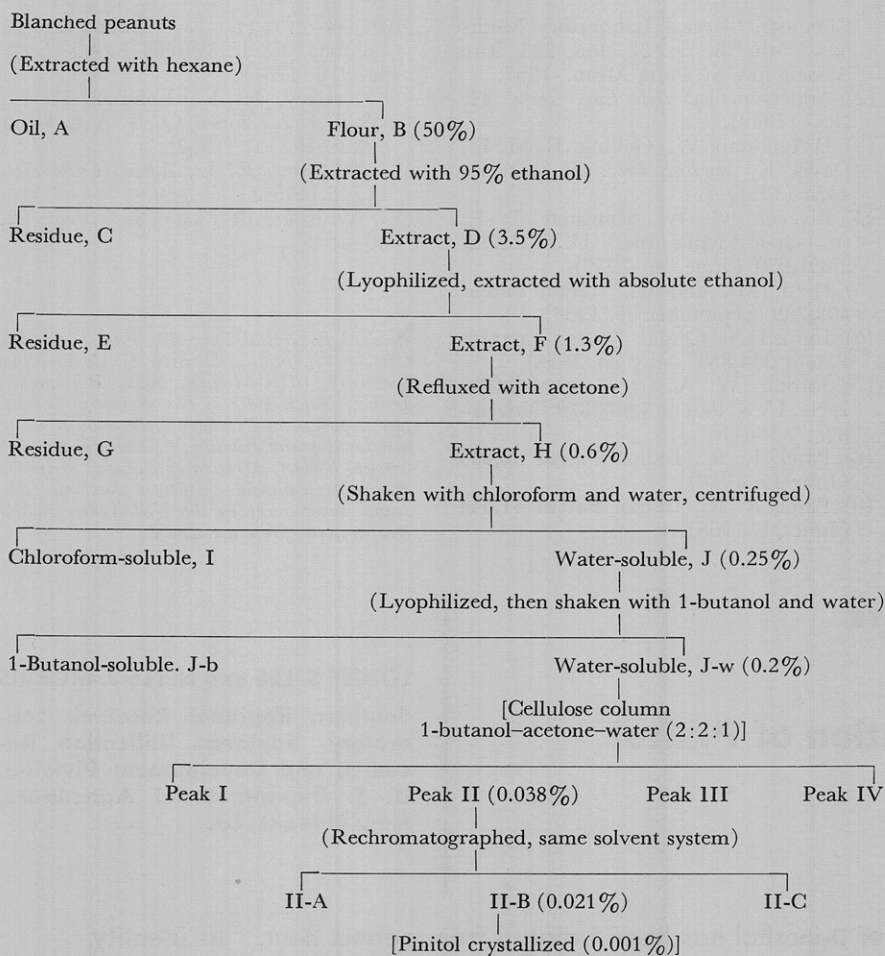 Blanched peanuts
(Extracted with hexane)
Oil, A Flour, B (50%)
(Extracted with 95% ethanol)
Residue, C Extract, D (3.5%)
(Lyophilized, extracted with absolute ethanol)
Residue, E Extract, F (1.3%)
(Refluxed with acetone)
Residue, G Extract, H (0.6%)
(Shaken with chloroform and water, centrifuged)
Chloroform-soluble, I Water-soluble, J (0.25%)
(Lyophilized, then shaken with 1-butanol and water)
1-Butanol-soluble. J-b Water-soluble, J-w (0.2%)
[Cellulose column
1-butanol–acetone–water (2:2:1)]
Peak I Peak II (0.038%) Peak III Peak IV
(Rechromatographed, same solvent system)
II-A II-B (0.021%) II-C
[Pinitol crystallized (0.001%)]